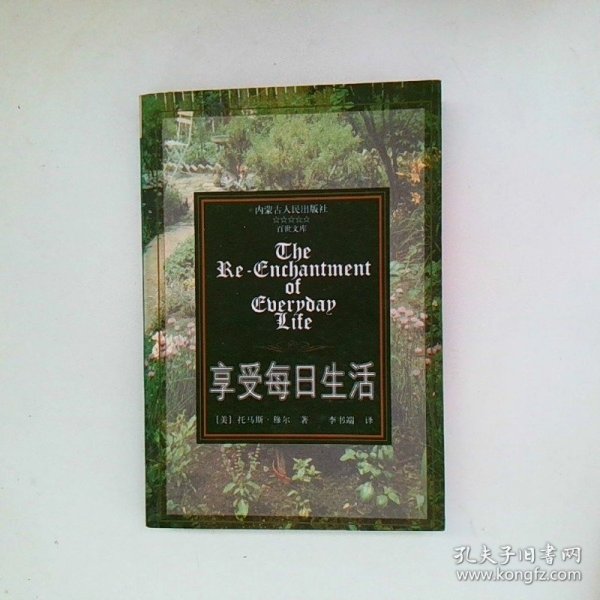 内蒙古人民出版社
☆☆☆☆☆
百世文库
The
Re-Enchantment
of
Everyday
Life
享受每日生活
[美] 托马斯·穆尔 著 李书端 译
孔夫子旧书网
www.kongfz.com